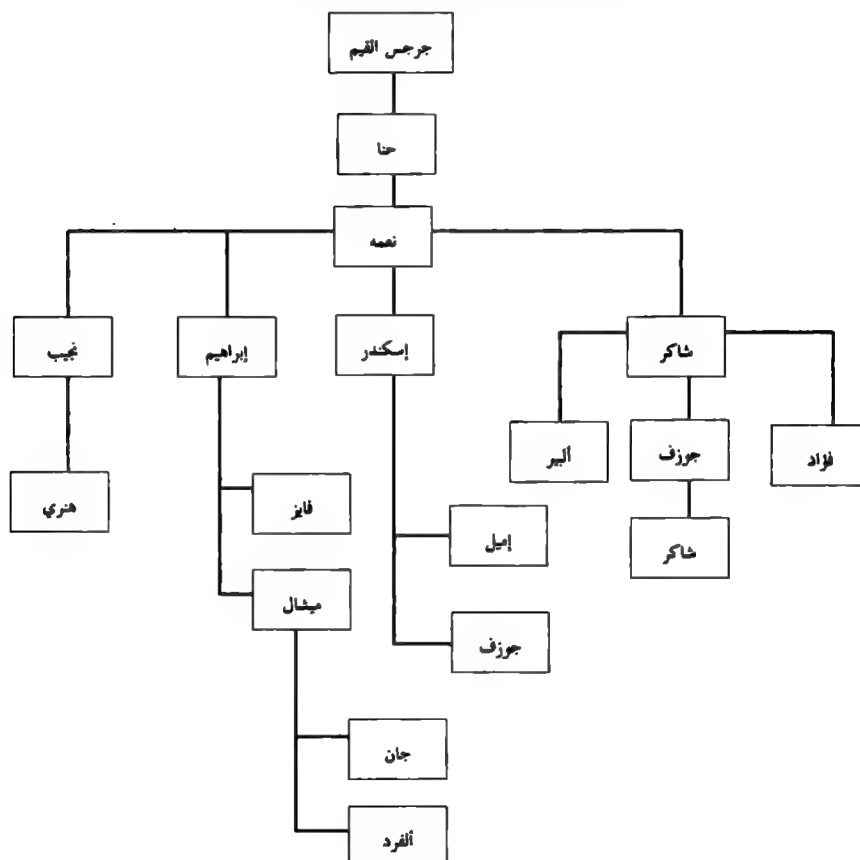 جرجس القيم
حنا
نعمه
شاكر
إسكندر
إبراهيم
نجيب
فؤاد
جوزف
ألبير
هنري
فايز
إميل
شاكر
ميشال
جوزف
جان
ألفرد